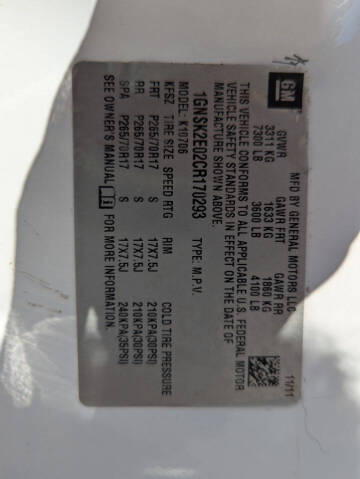 GM
MFD BY GENERAL MOTORS LLC 11/11
GVWR GAWR FRT GAWR RR
3311 KG 1633 KG 1860 KG
7300 LB 3600 LB 4100 LB
THIS VEHICLE CONFORMS TO ALL APPLICABLE U.S. FEDERAL MOTOR
VEHICLE SAFETY STANDARDS IN EFFECT ON THE DATE OF
MANUFACTURE SHOWN ABOVE.
1GNSK2E02CR170293 TYPE: M.P.V.
MODEL: K10706
KFSZ TIRE SIZE SPEED RTG RIM COLD TIRE PRESSURE
FRT P265/70R17 S 17X7.5J 210KPA(30PSI)
RR P265/70R17 S 17X7.5J 210KPA(30PSI)
SPA P265/70R17 S 17X7.5J 240KPA(35PSI)
SEE OWNER'S MANUAL FOR MORE INFORMATION.